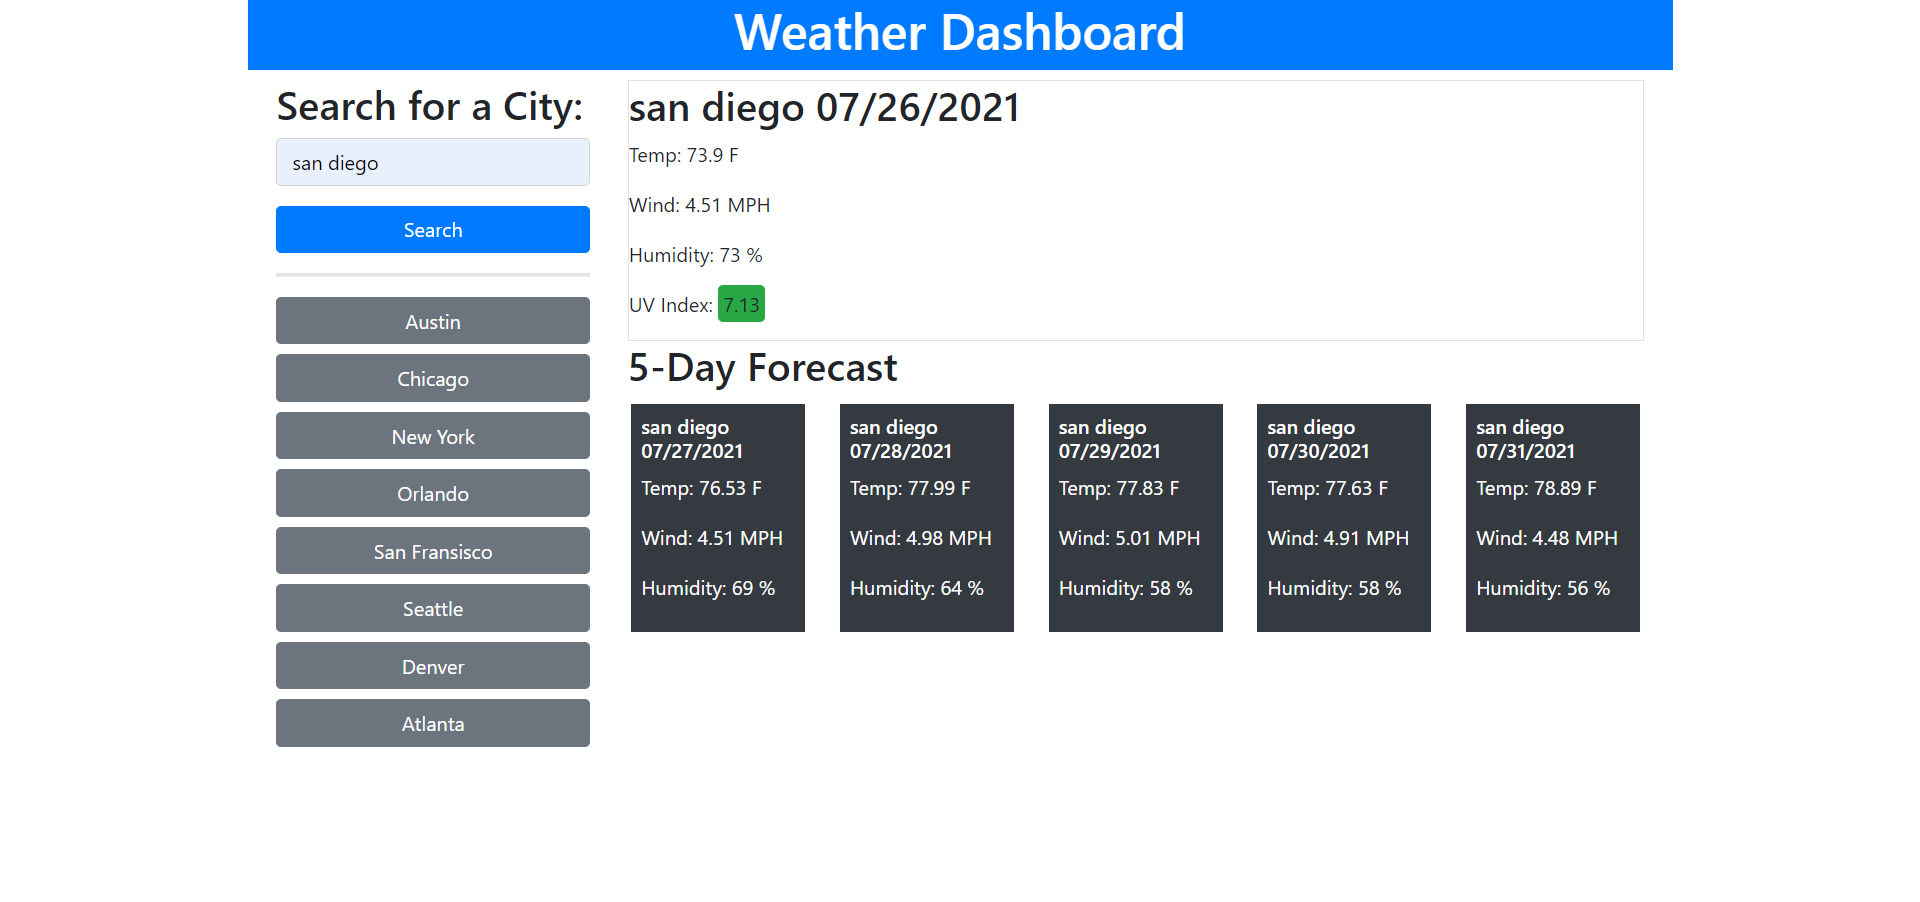 Weather Dashboard
Search for a City:
san diego
Search
Austin
Chicago
New York
Orlando
San Fransisco
Seattle
Denver
Atlanta
san diego 07/26/2021
Temp: 73.9 F
Wind: 4.51 MPH
Humidity: 73 %
UV Index: 7.13
5-Day Forecast
san diego
07/27/2021
Temp: 76.53 F
Wind: 4.51 MPH
Humidity: 69 %
san diego
07/28/2021
Temp: 77.99 F
Wind: 4.98 MPH
Humidity: 64 %
san diego
07/29/2021
Temp: 77.83 F
Wind: 5.01 MPH
Humidity: 58 %
san diego
07/30/2021
Temp: 77.63 F
Wind: 4.91 MPH
Humidity: 58 %
san diego
07/31/2021
Temp: 78.89 F
Wind: 4.48 MPH
Humidity: 56 %